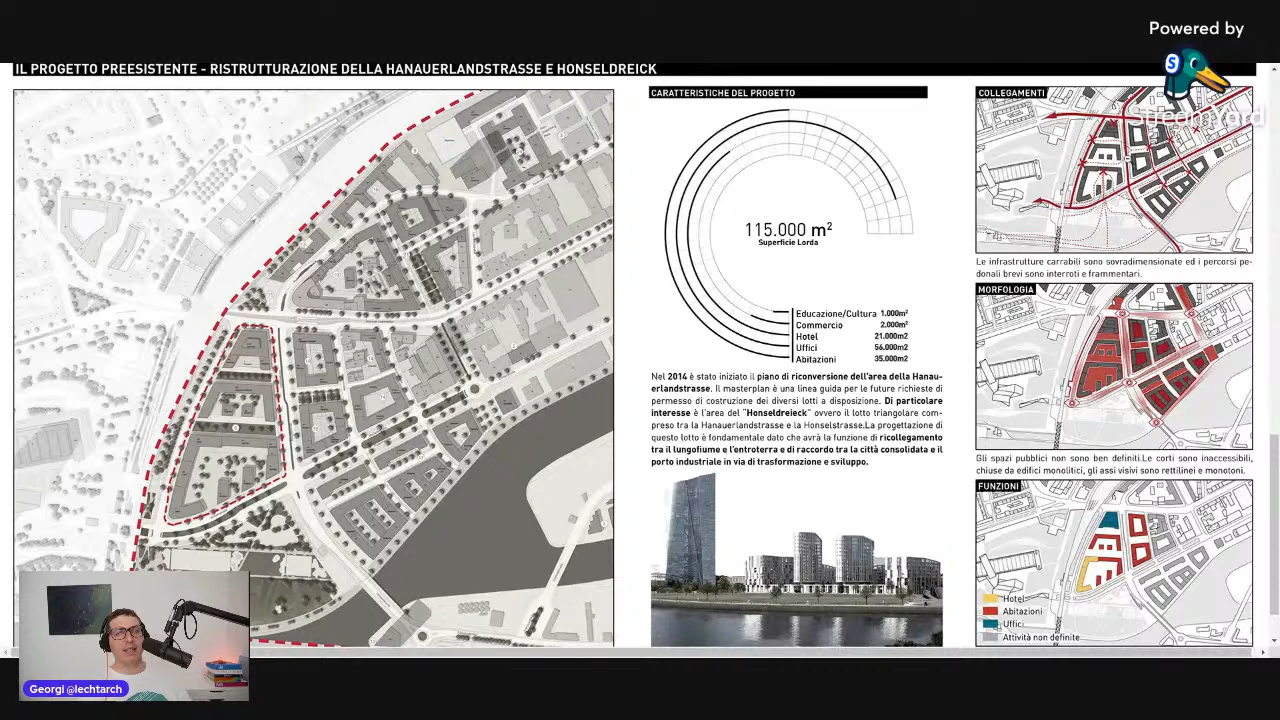 Powered by
S
streamyard
IL PROGETTO PREESISTENTE - RISTRUTTURAZIONE DELLA HANAUERLANDSTRASSE E HONSELDREICK
CARATTERISTICHE DEL PROGETTO
115.000 m²
Superficie Lorda
Educazione/Cultura 1.000m²
Commercio 2.000m²
Hotel 21.000m2
Uffici 56.000m2
Abitazioni 35.000m2
Nel 2014 è stato iniziato il piano di riconversione dell'area della Hanau-
erlandstrasse. Il masterplan è una linea guida per le future richieste di
permesso di costruzione dei diversi lotti a disposizione. Di particolare
interesse è l'area del "Honseldreieck" ovvero il lotto triangolare com-
preso tra la Hanauerlandstrasse e la Honselstrasse.La progettazione di
questo lotto è fondamentale dato che avrà la funzione di ricollegamento
tra il lungofiume e l'entroterra e di raccordo tra la città consolidata e il
porto industriale in via di trasformazione e sviluppo.
COLLEGAMENTI
Le infrastrutture carrabili sono sovradimensionate ed i percorsi pe-
donali brevi sono interroti e frammentari.
MORFOLOGIA
Gli spazi pubblici non sono ben definiti.Le corti sono inaccessibili,
chiuse da edifici monolitici, gli assi visivi sono rettilinei e monotoni.
FUNZIONI
Hotel
Abitazioni
Uffici
Attività non definite
Georgi @lechtarch